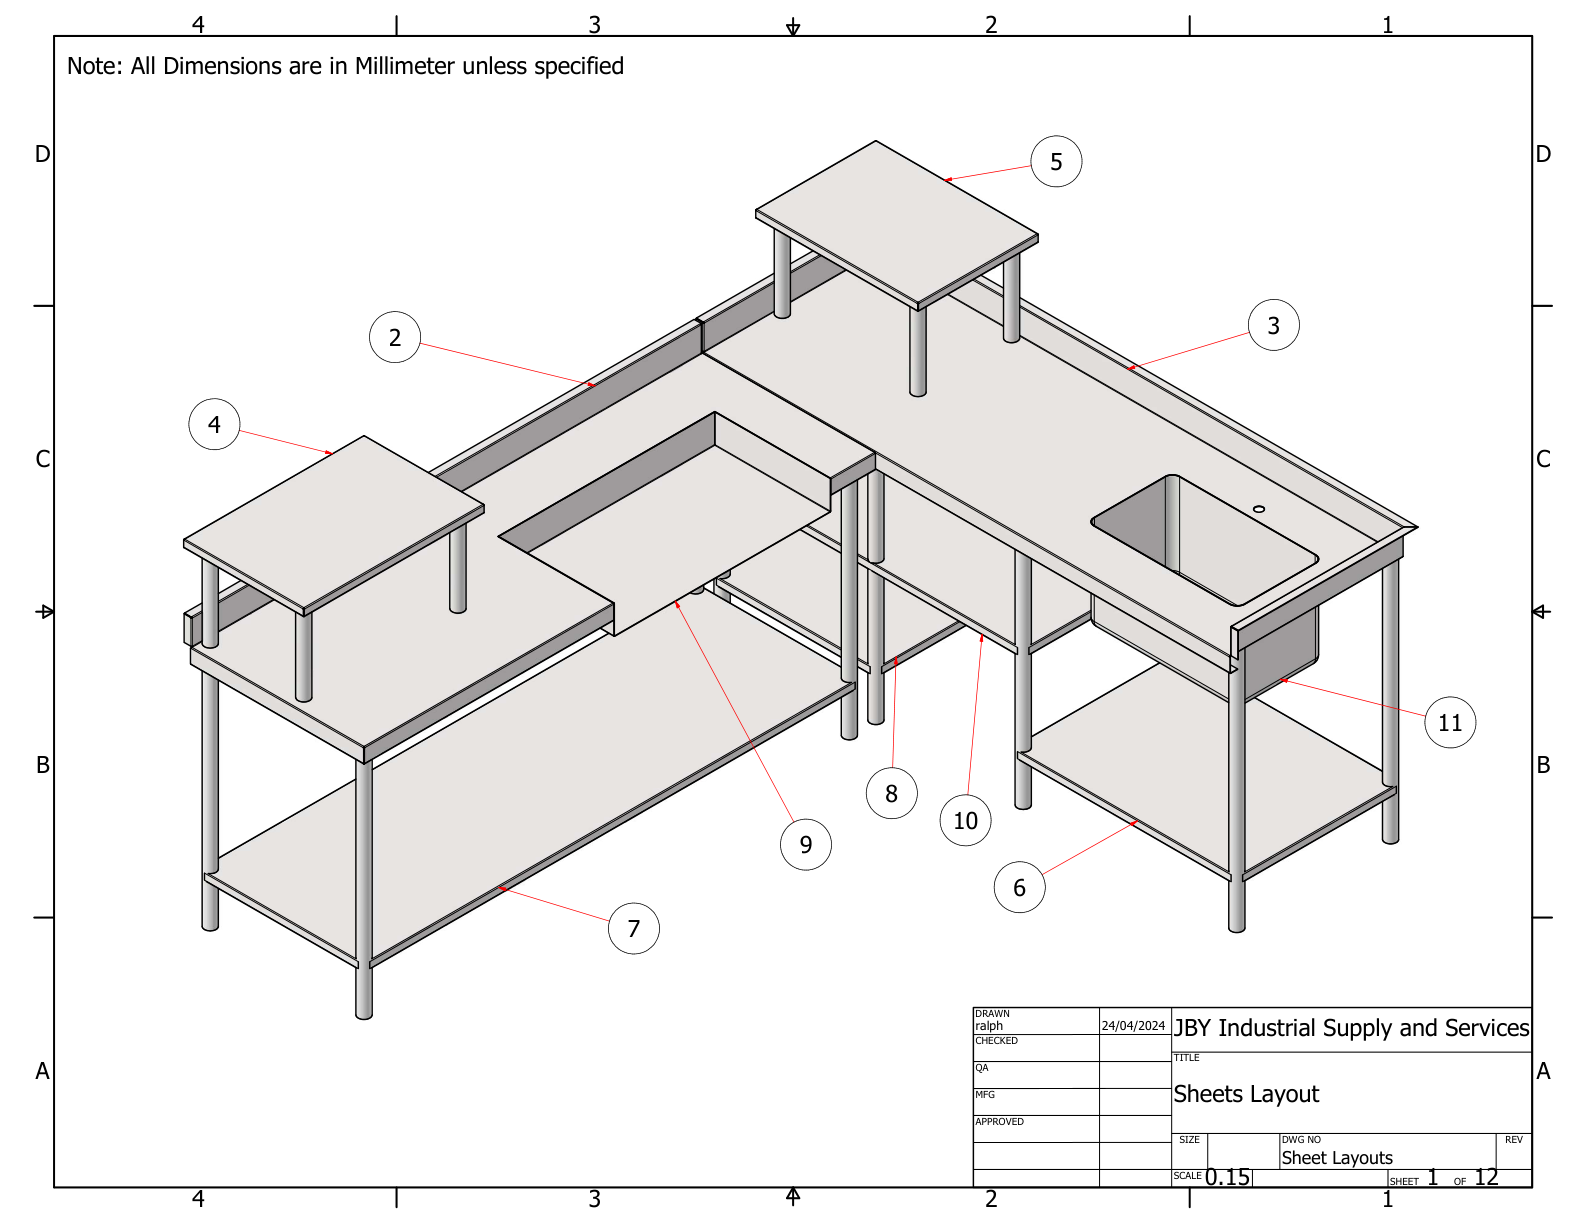 4 3 2 1
Note: All Dimensions are in Millimeter unless specified
D D
5
3
2
4
C C
11
B B
8
10
9
6
7
DRAWN
ralph 24/04/2024 JBY Industrial Supply and Services
CHECKED
TITLE
QA
Sheets Layout
MFG
A A
APPROVED
SIZE DWG NO REV
Sheet Layouts
SCALE 0.15 SHEET 1 OF 12
4 3 2 1